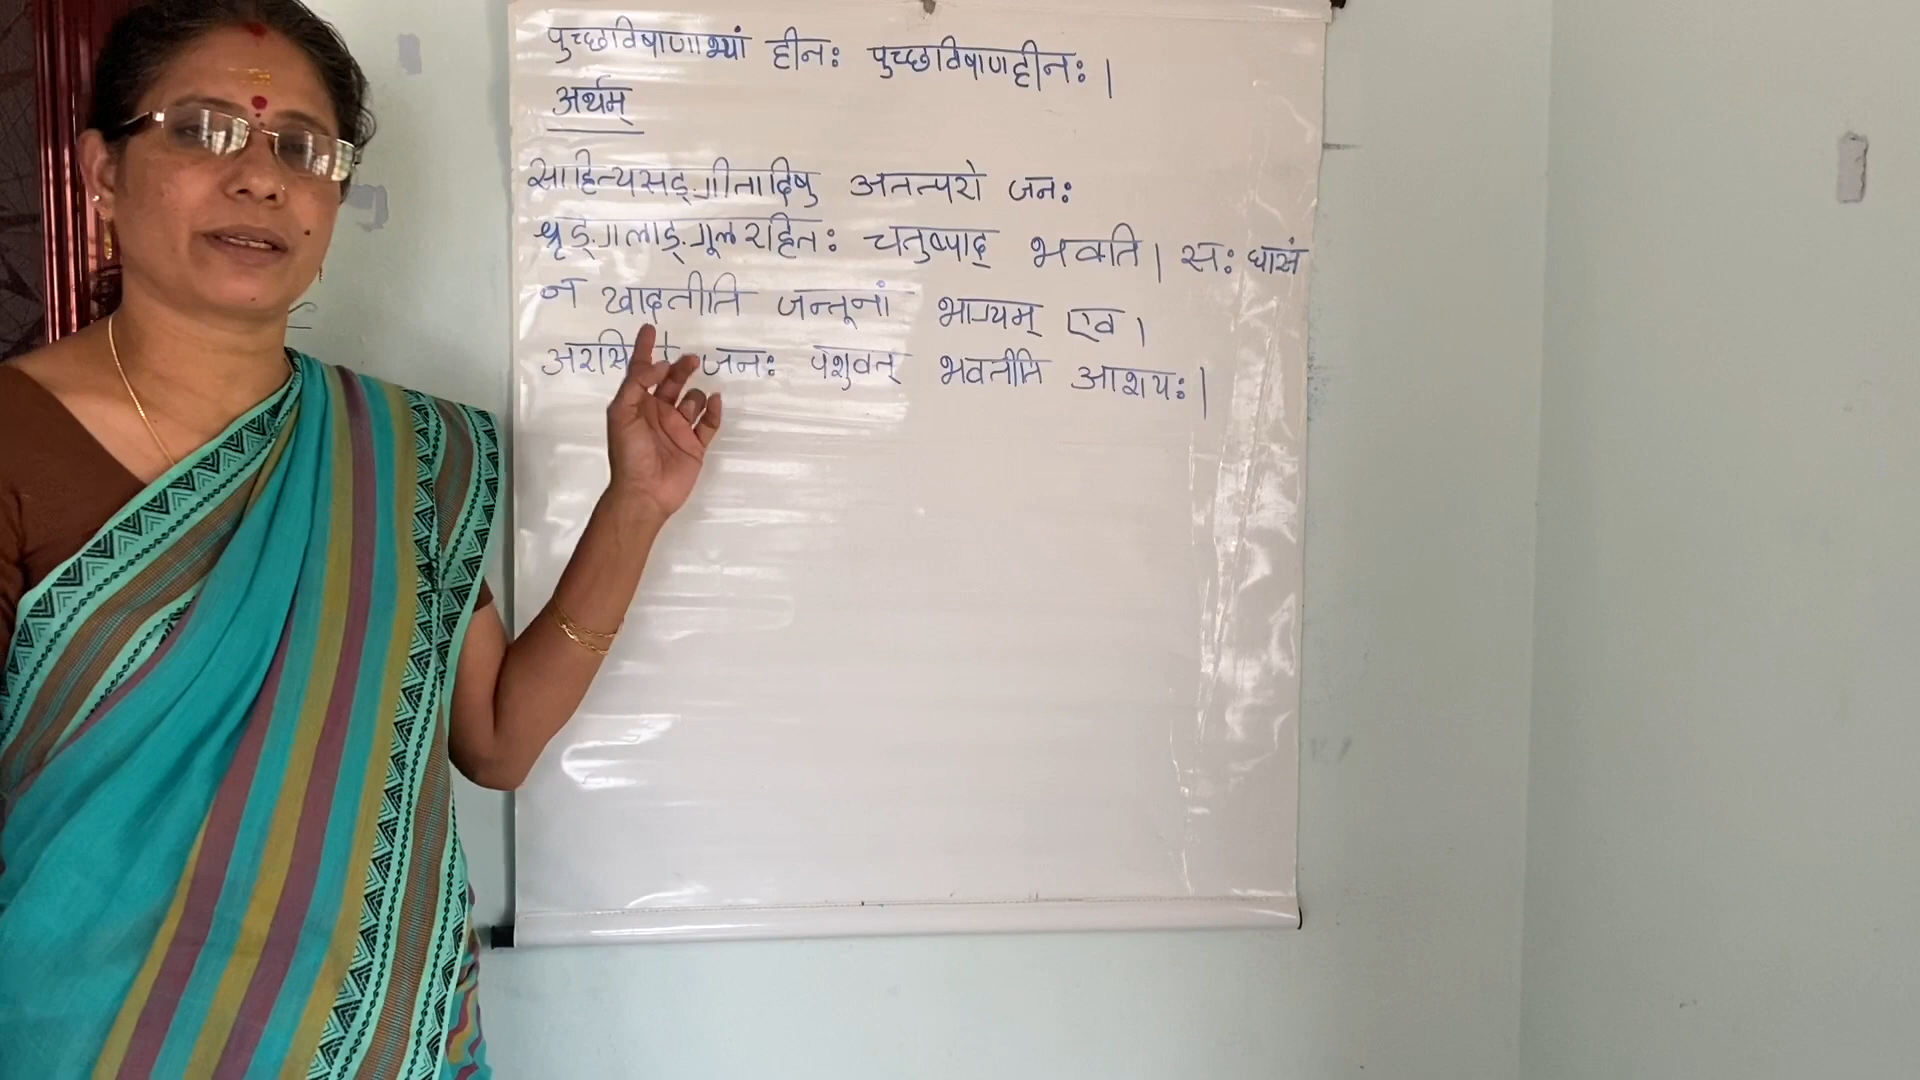 पुच्छविषाणाभ्यां हीनः पुच्छविषाणहीनः।
अर्थम्
साहित्यसङ्गीतादिषु अतत्परो जनः
शृङ्गलाङ्गूलरहितः चतुष्पाद् भवति। सः घासं
न खादतीति जन्तूनां भाग्यम् एव।
जनः पशुवत् भवतीति आशयः।